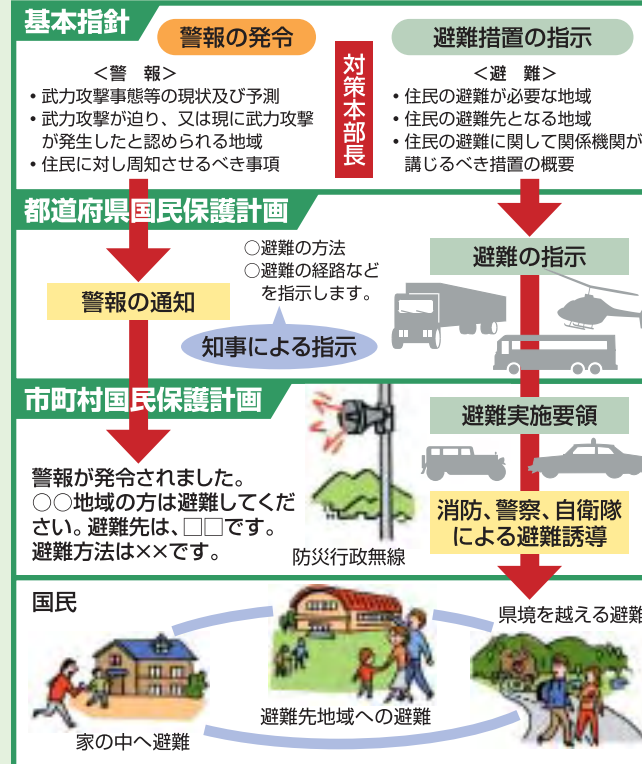 基本指針
警報の発令
＜警　報＞
・武力攻撃事態等の現状及び予測
・武力攻撃が迫り、又は現に武力攻撃
が発生したと認められる地域
・住民に対し周知させるべき事項
対策本部長
避難措置の指示
＜避　難＞
・住民の避難が必要な地域
・住民の避難先となる地域
・住民の避難に関して関係機関が
講じるべき措置の概要
都道府県国民保護計画
警報の通知
○避難の方法
○避難の経路など
を指示します。
知事による指示
避難の指示
市町村国民保護計画
警報が発令されました。
○○地域の方は避難してくだ
さい。避難先は、□□です。
避難方法は××です。
防災行政無線
避難実施要領
消防、警察、自衛隊
による避難誘導
国民
家の中へ避難
避難先地域への避難
県境を越える避難